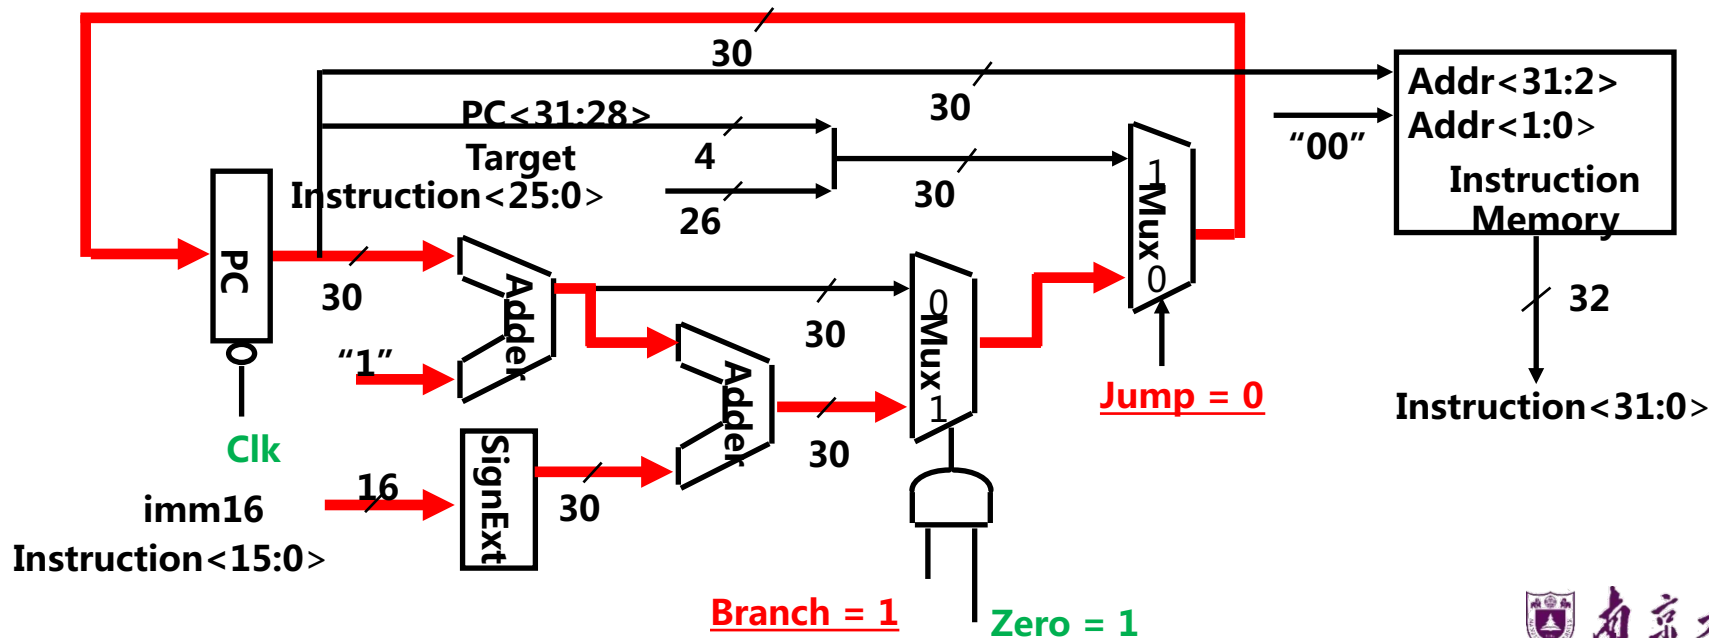 30
30
Addr<31:2>
PC<31:28>
Addr<1:0>
"00"
Target
4
30
1
Mux
0
Instruction
Memory
Instruction<25:0>
26
PC
30
Adder
30
0
Mux
1
32
"1"
Adder
Jump = 0
Instruction<31:0>
Clk
SignExt
30
30
imm16
16
Instruction<15:0>
Branch = 1
Zero = 1
南京